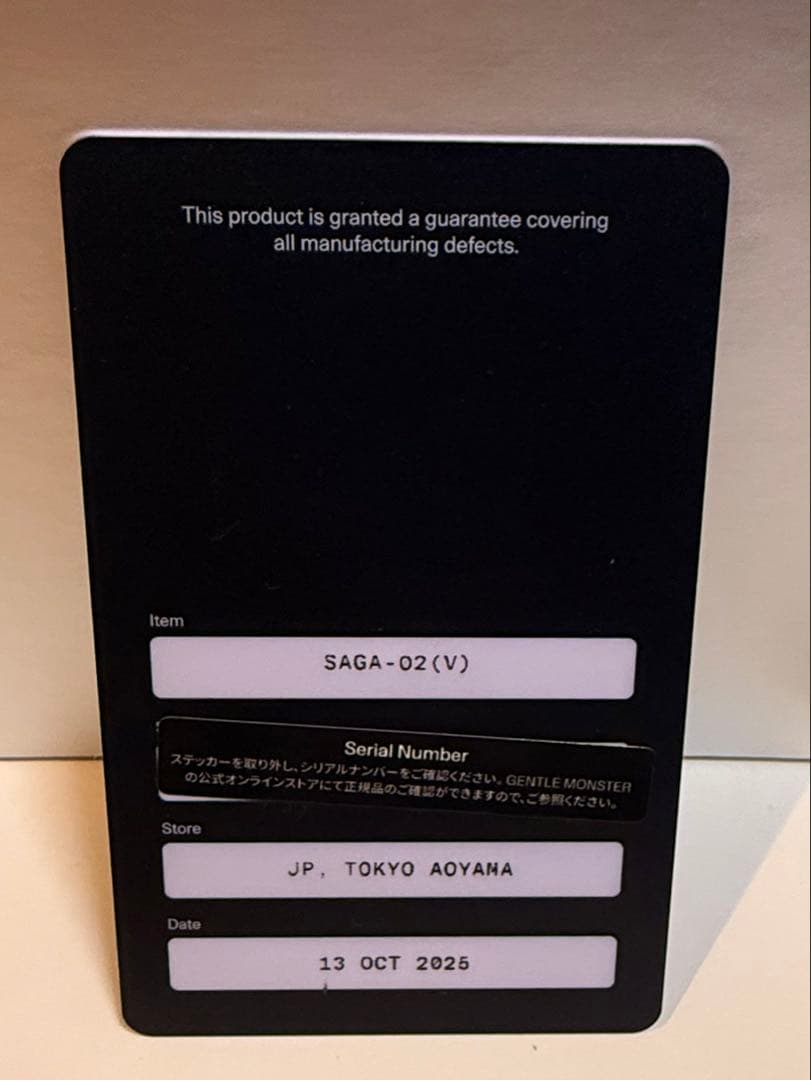 This product is granted a guarantee covering
all manufacturing defects.
Item
SAGA-02(V)
Serial Number
ステッカーを取り外し、シリアルナンバーをご確認ください。GENTLE MONSTER
の公式オンラインストアにて正規品のご確認ができますので、ご参照ください。
Store
JP, TOKYO AOYAMA
Date
13 OCT 2025